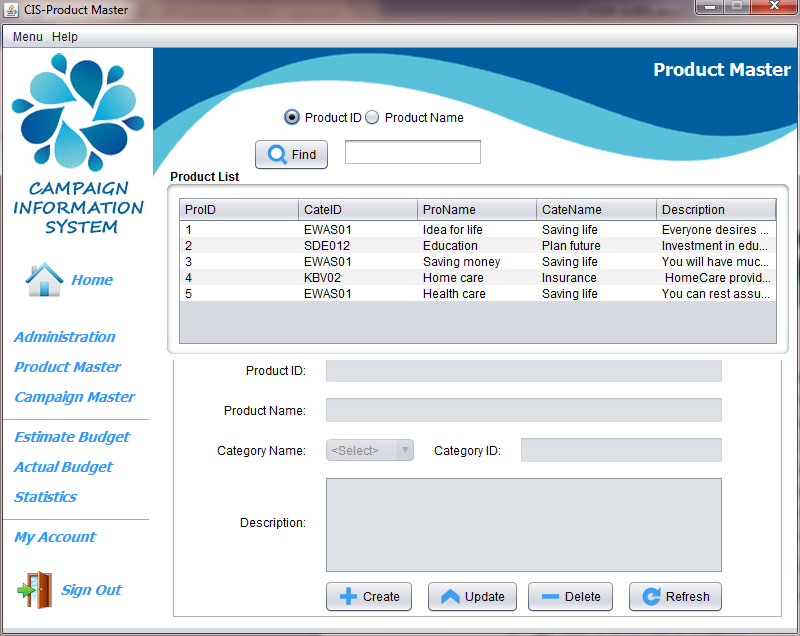 CIS-Product Master
Menu Help
Product Master
Product ID Product Name
Find
CAMPAIGN
INFORMATION
SYSTEM
Home
Administration
Product Master
Campaign Master
Estimate Budget
Actual Budget
Statistics
My Account
Sign Out
Product List
ProID CateID ProName CateName Description
1 EWAS01 Idea for life Saving life Everyone desires ...
2 SDE012 Education Plan future Investment in edu...
3 EWAS01 Saving money Saving life You will have muc...
4 KBV02 Home care Insurance HomeCare provid...
5 EWAS01 Health care Saving life You can rest assu...
Product ID:
Product Name:
Category Name: <Select> Category ID:
Description:
Create Update Delete Refresh